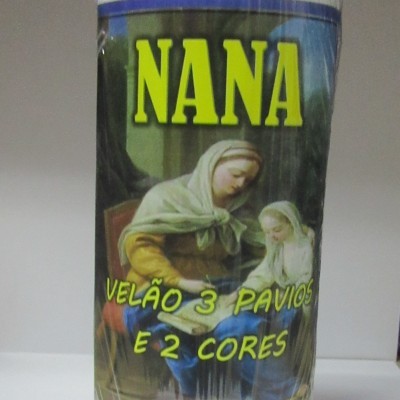 NANA
VELÃO 3 PAVIOS
E 2 CORES